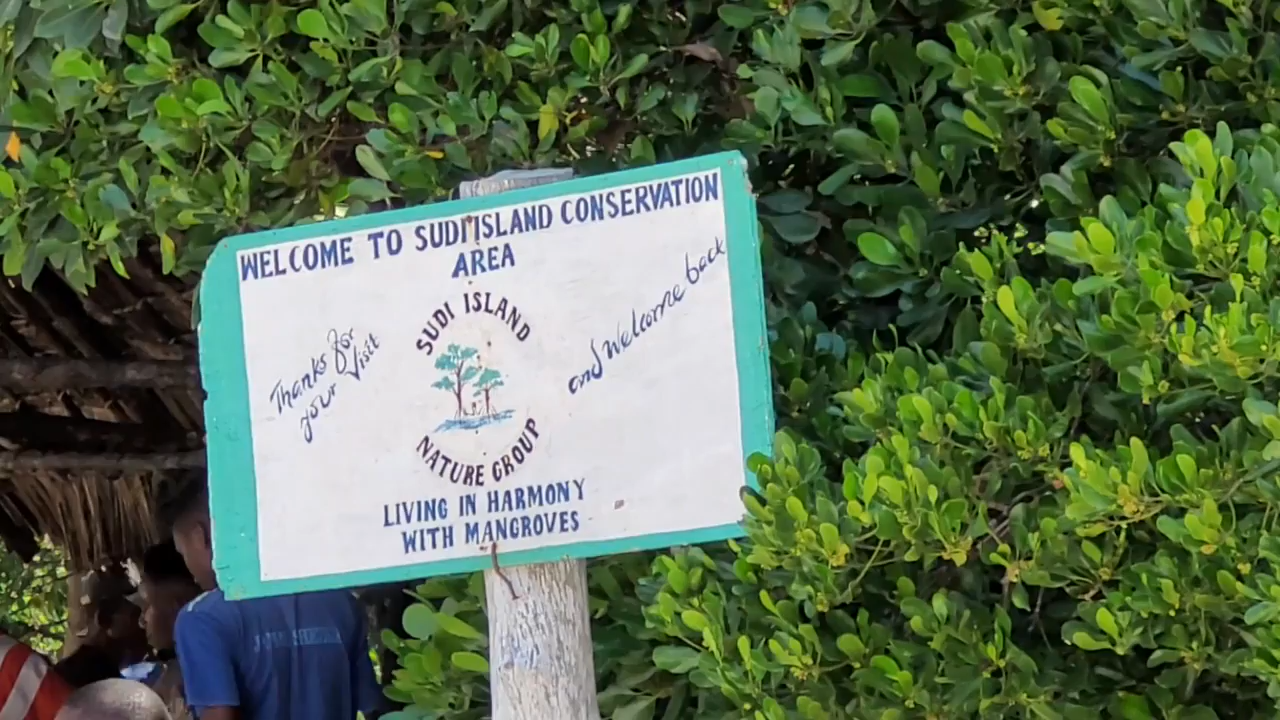 WELCOME TO SUDI ISLAND CONSERVATION
AREA
Thanks for
your Visit
SUDI ISLAND
NATURE GROUP
and Welcome back
LIVING IN HARMONY
WITH MANGROVES